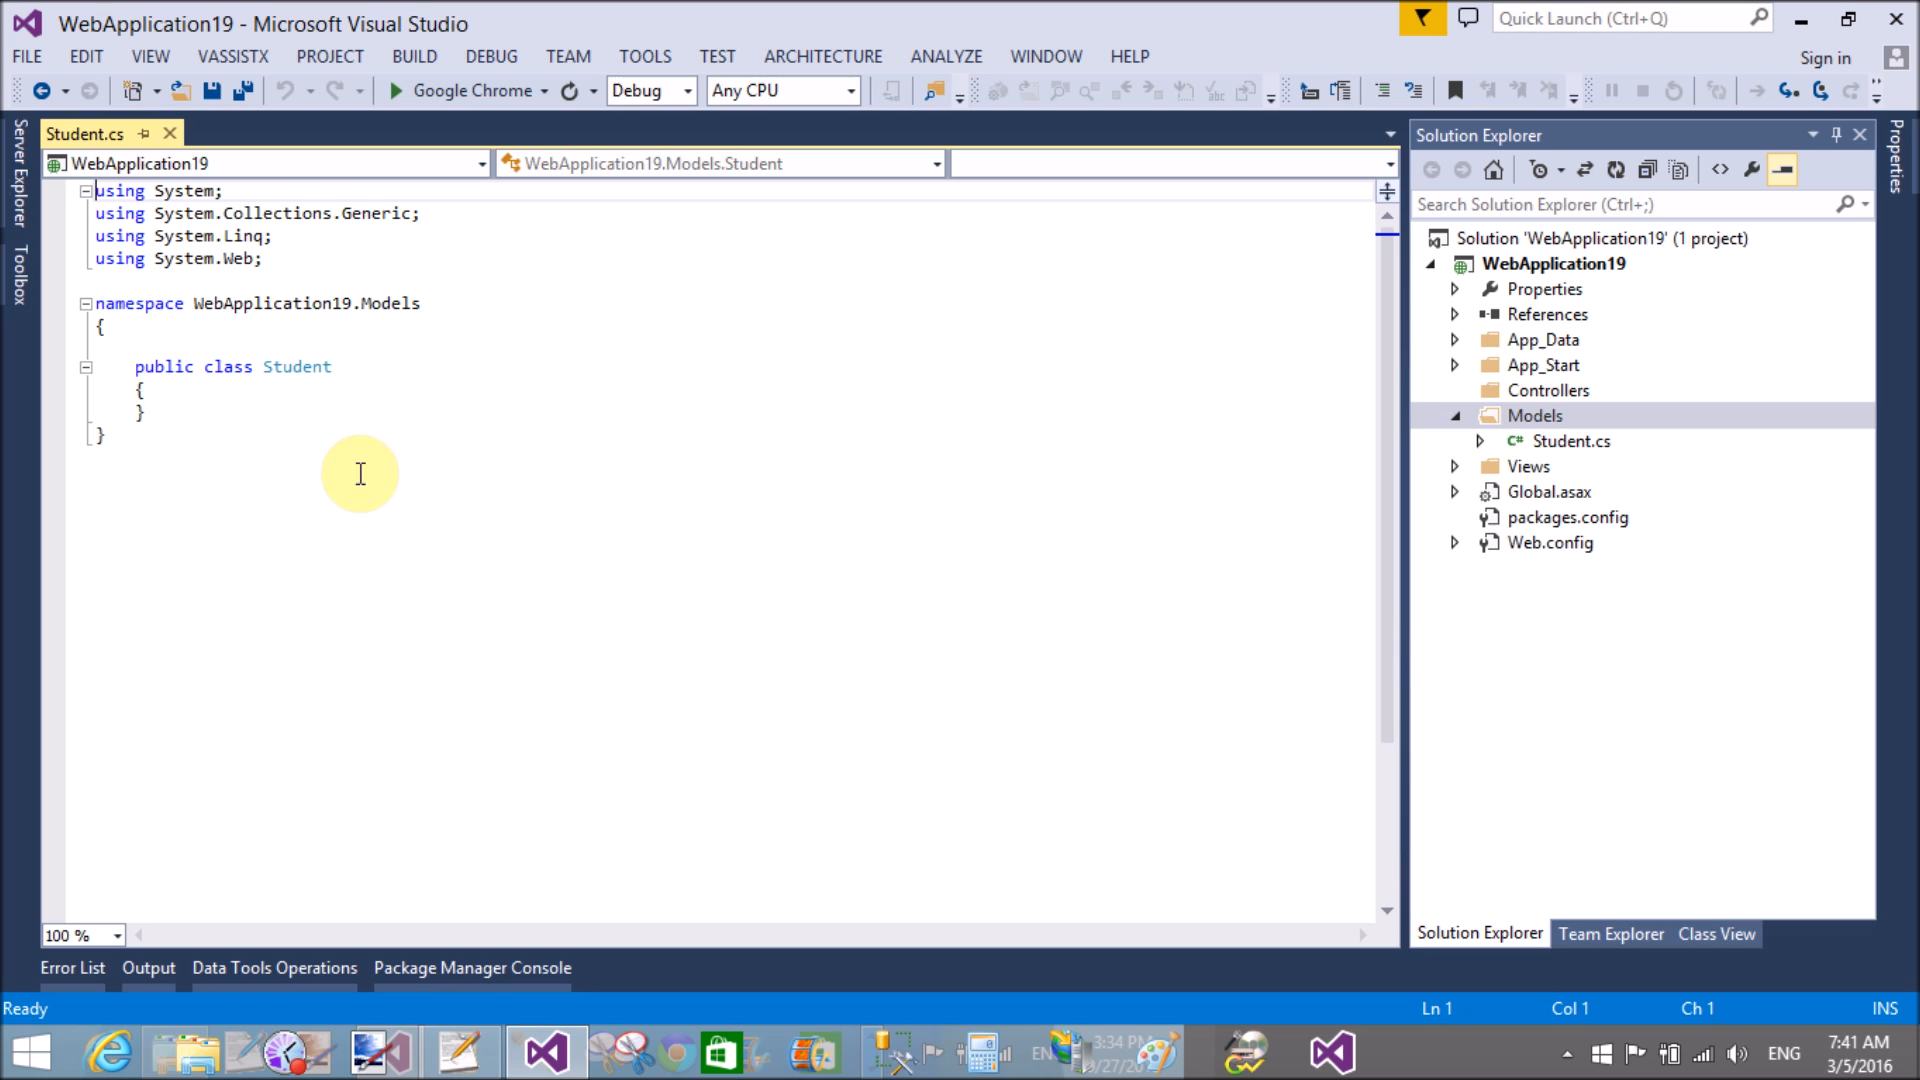 WebApplication19 - Microsoft Visual Studio
Quick Launch (Ctrl+Q)
FILE EDIT VIEW VASSISTX PROJECT BUILD DEBUG TEAM TOOLS TEST ARCHITECTURE ANALYZE WINDOW HELP
Sign in
Google Chrome Debug Any CPU
Server Explorer
Toolbox
Student.cs
WebApplication19 WebApplication19.Models.Student
using System;
using System.Collections.Generic;
using System.Linq;
using System.Web;
namespace WebApplication19.Models
{
public class Student
{
}
}
100 %
Solution Explorer
Search Solution Explorer (Ctrl+;)
Solution 'WebApplication19' (1 project)
WebApplication19
Properties
References
App_Data
App_Start
Controllers
Models
C# Student.cs
Views
Global.asax
packages.config
Web.config
Solution Explorer Team Explorer Class View
Properties
Error List Output Data Tools Operations Package Manager Console
Ready Ln 1 Col 1 Ch 1 INS
EN 3:34 PM
ENG
7:41 AM
3/5/2016